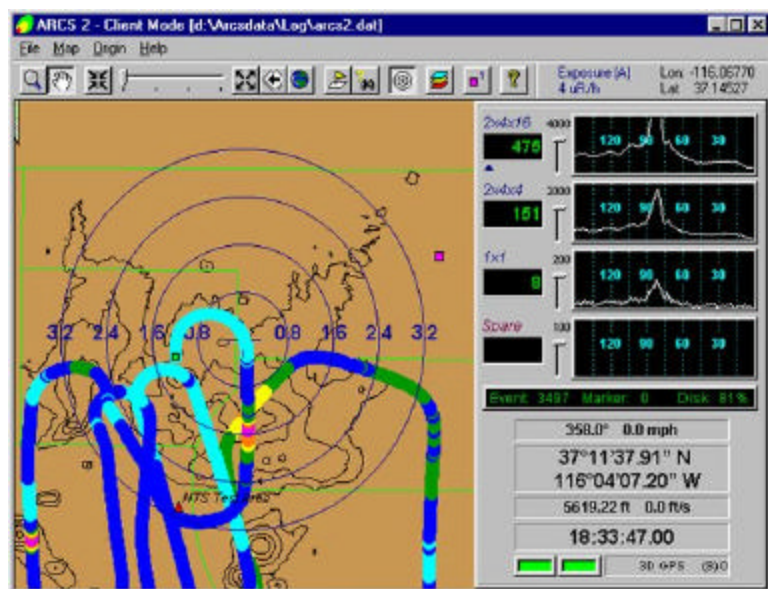 ARCS 2 - Client Mode [d:\Arcsdata\Log\arcs2.dat]
File Map Origin Help
Exposure [A] Lon: -116.06770
4 uR/h Lat: 37.14527
2x4x16 4000 120 90 60 30
475
2x4x4 2000 120 90 60 30
151
1x1 200 120 90 60 30
8
Spare 100 120 90 60 30
3.2 2.4 1.6 0.8 0.8 1.6 2.4 3.2
Event: 3497 Marker: 0 Disk: 81%
358.0° 0.0 mph
37°11'37.91" N
116°04'07.20" W
5619.22 ft 0.0 ft/s
18:33:47.00
3D GPS (8) 0
NTS